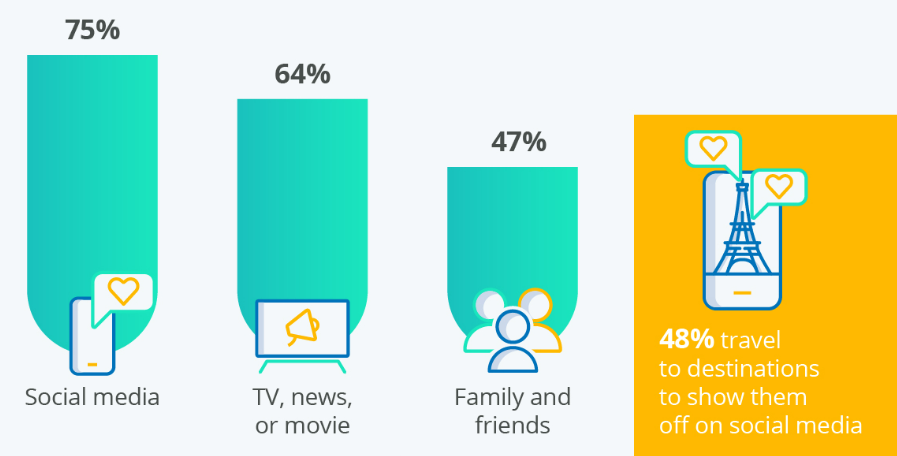 75%
Social media
64%
TV, news,
or movie
47%
Family and
friends
48% travel
to destinations
to show them
off on social media